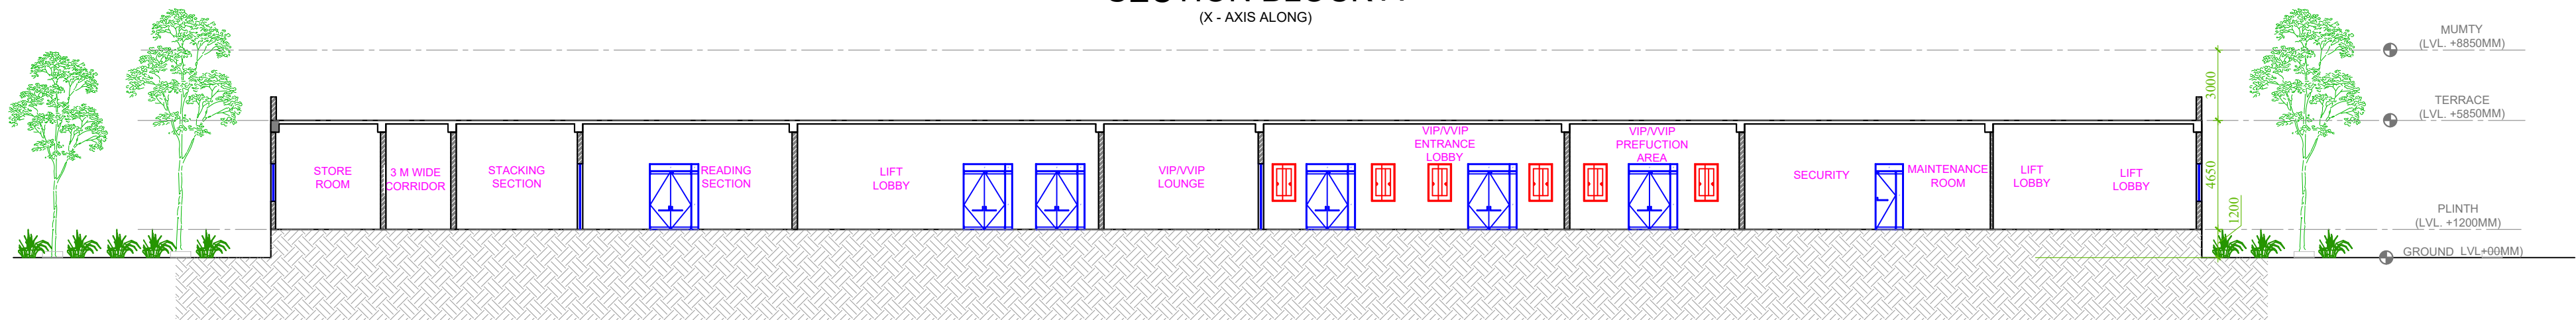 (X - AXIS ALONG)
MUMTY
(LVL. +8850MM)
3000
TERRACE
(LVL. +5850MM)
STORE
ROOM
3 M WIDE
CORRIDOR
STACKING
SECTION
READING
SECTION
LIFT
LOBBY
VIP/VVIP
LOUNGE
VIP/VVIP
ENTRANCE
LOBBY
VIP/VVIP
PREFUCTION
AREA
SECURITY
MAINTENANCE
ROOM
LIFT
LOBBY
LIFT
LOBBY
4650
1200
PLINTH
(LVL. +1200MM)
GROUND LVL+00MM)